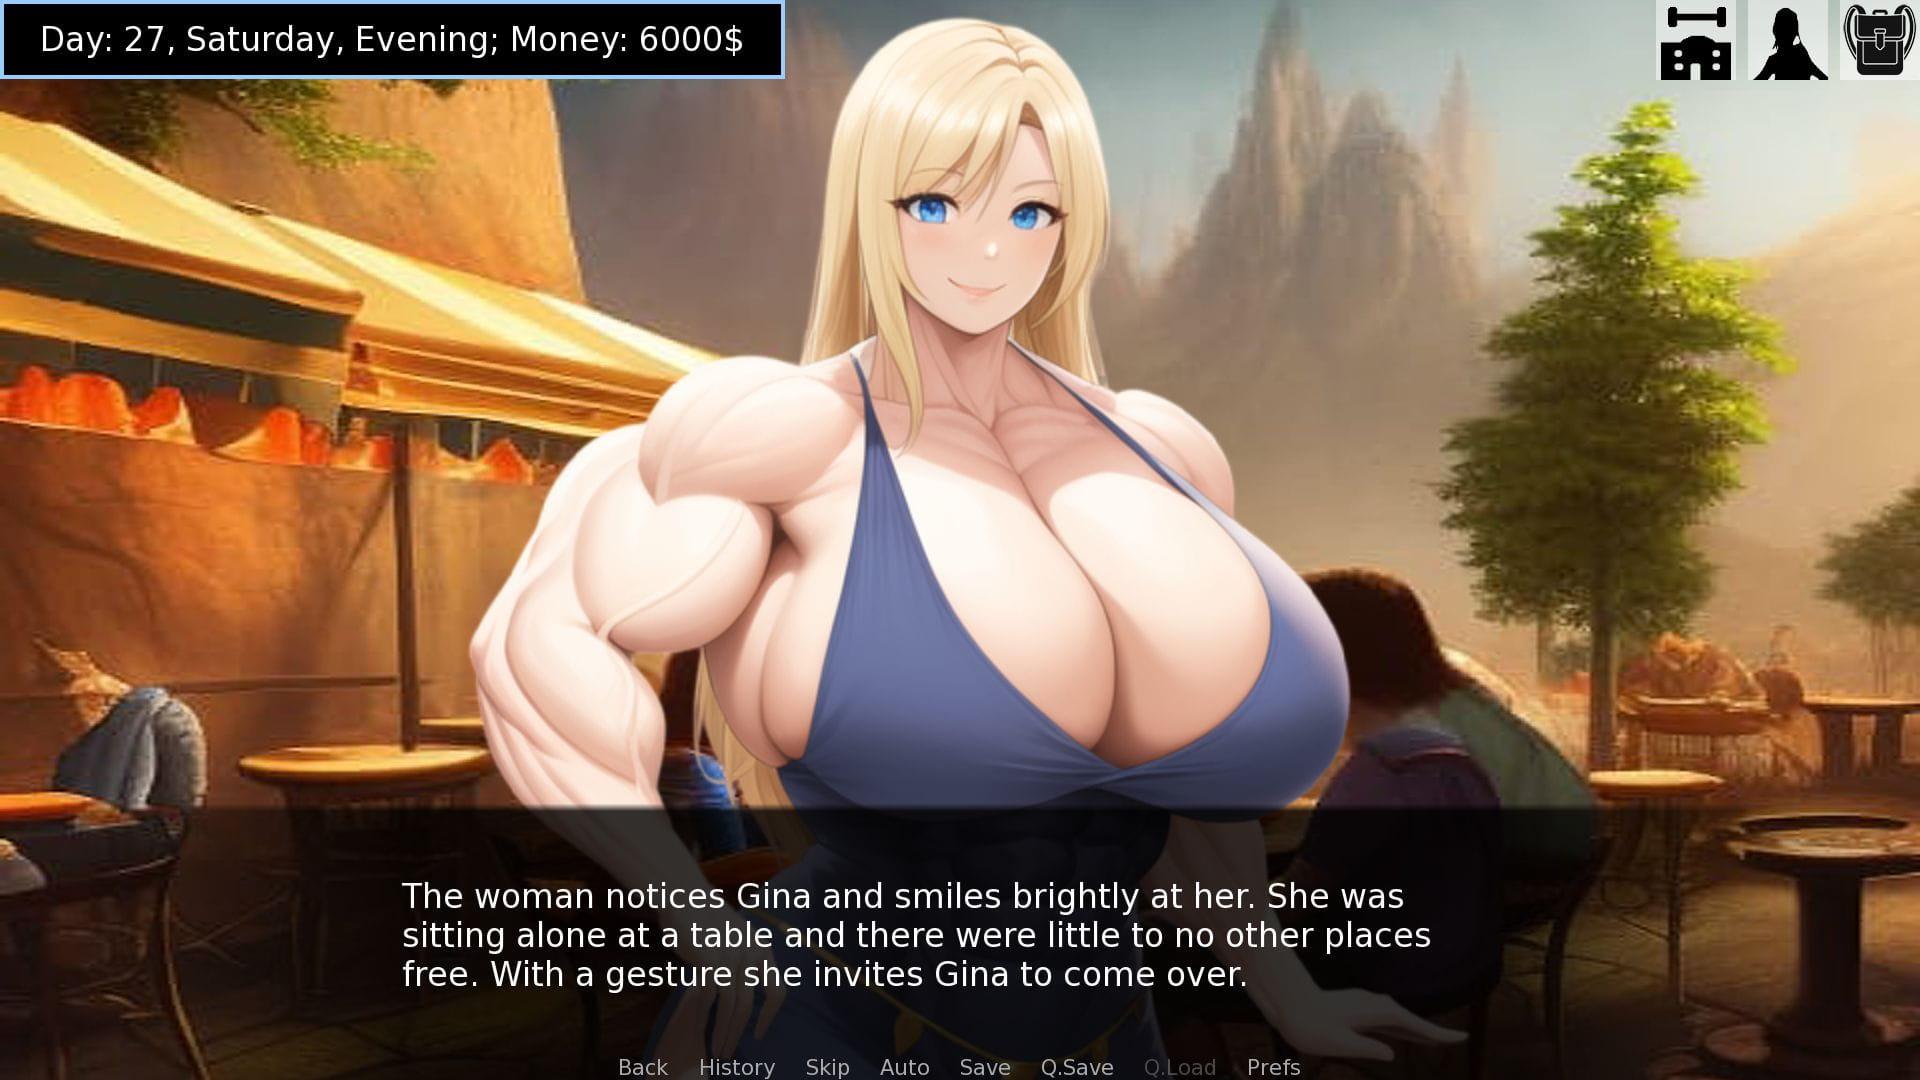 Day: 27, Saturday, Evening; Money: 6000$
The woman notices Gina and smiles brightly at her. She was
sitting alone at a table and there were little to no other places
free. With a gesture she invites Gina to come over.
Back History Skip Auto Save Q.Save Q.Load Prefs